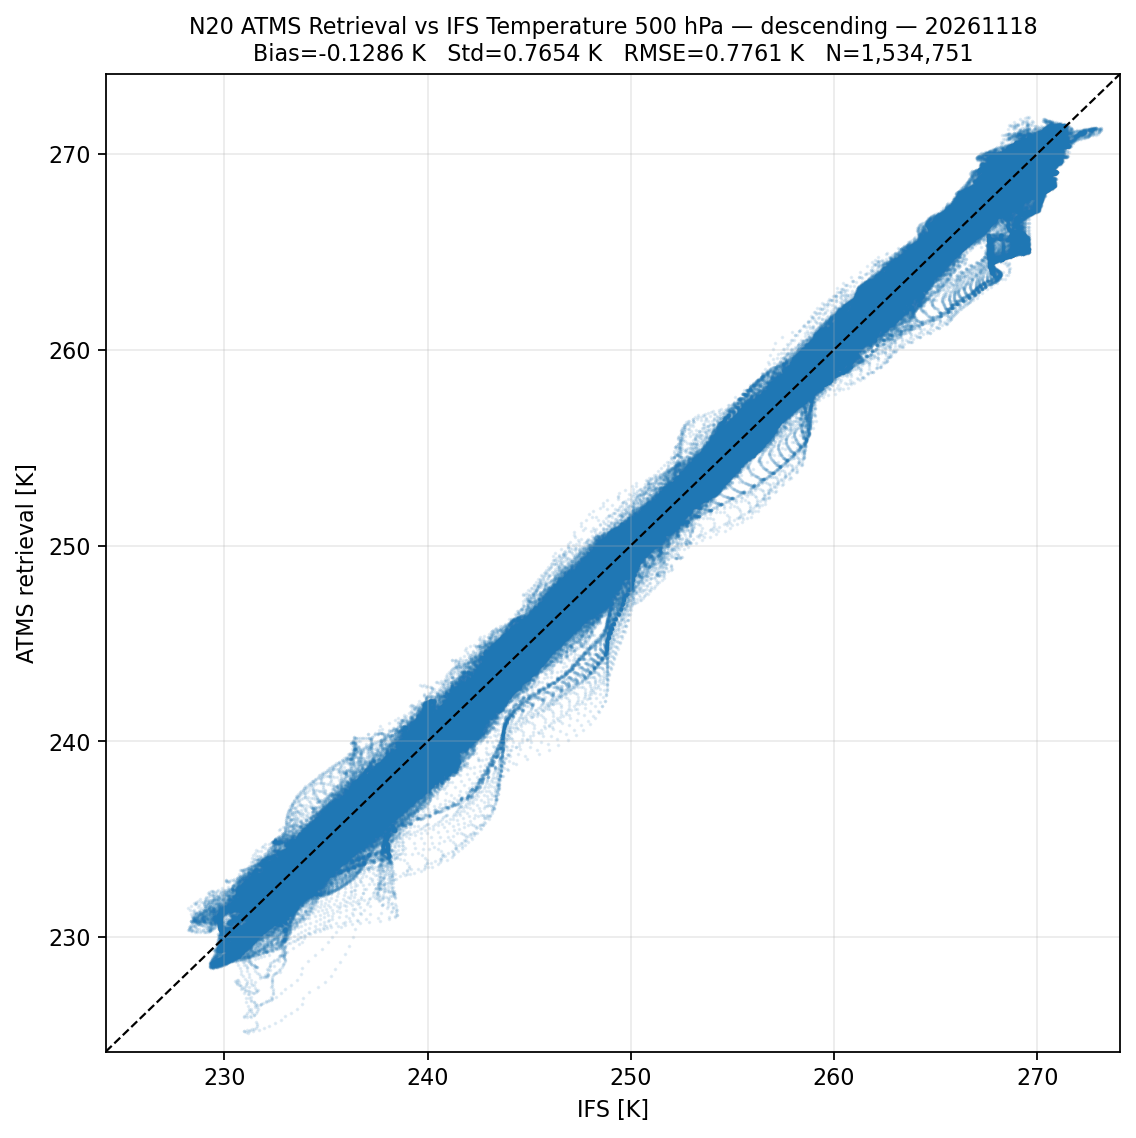 N20 ATMS Retrieval vs IFS Temperature 500 hPa — descending — 20261118
Bias=-0.1286 K   Std=0.7654 K   RMSE=0.7761 K   N=1,534,751
270
260
250
240
230
ATMS retrieval [K]
230 240 250 260 270
IFS [K]